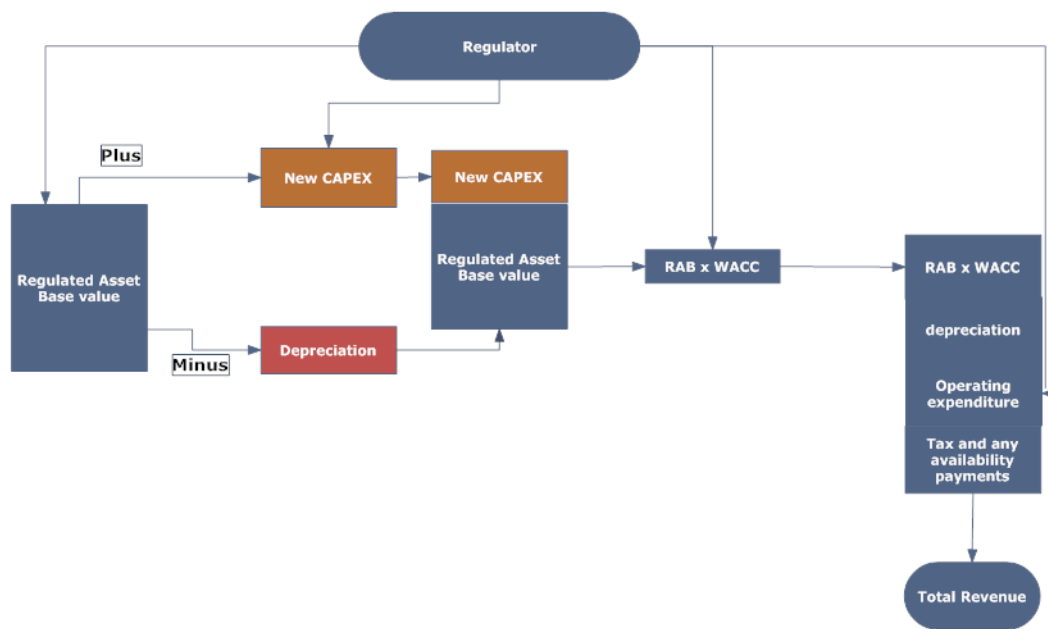 Regulator
Plus
New CAPEX
New CAPEX
Regulated Asset
Base value
Regulated Asset
Base value
RAB x WACC
RAB x WACC
depreciation
Minus
Depreciation
Operating
expenditure
Tax and any
availability
payments
Total Revenue